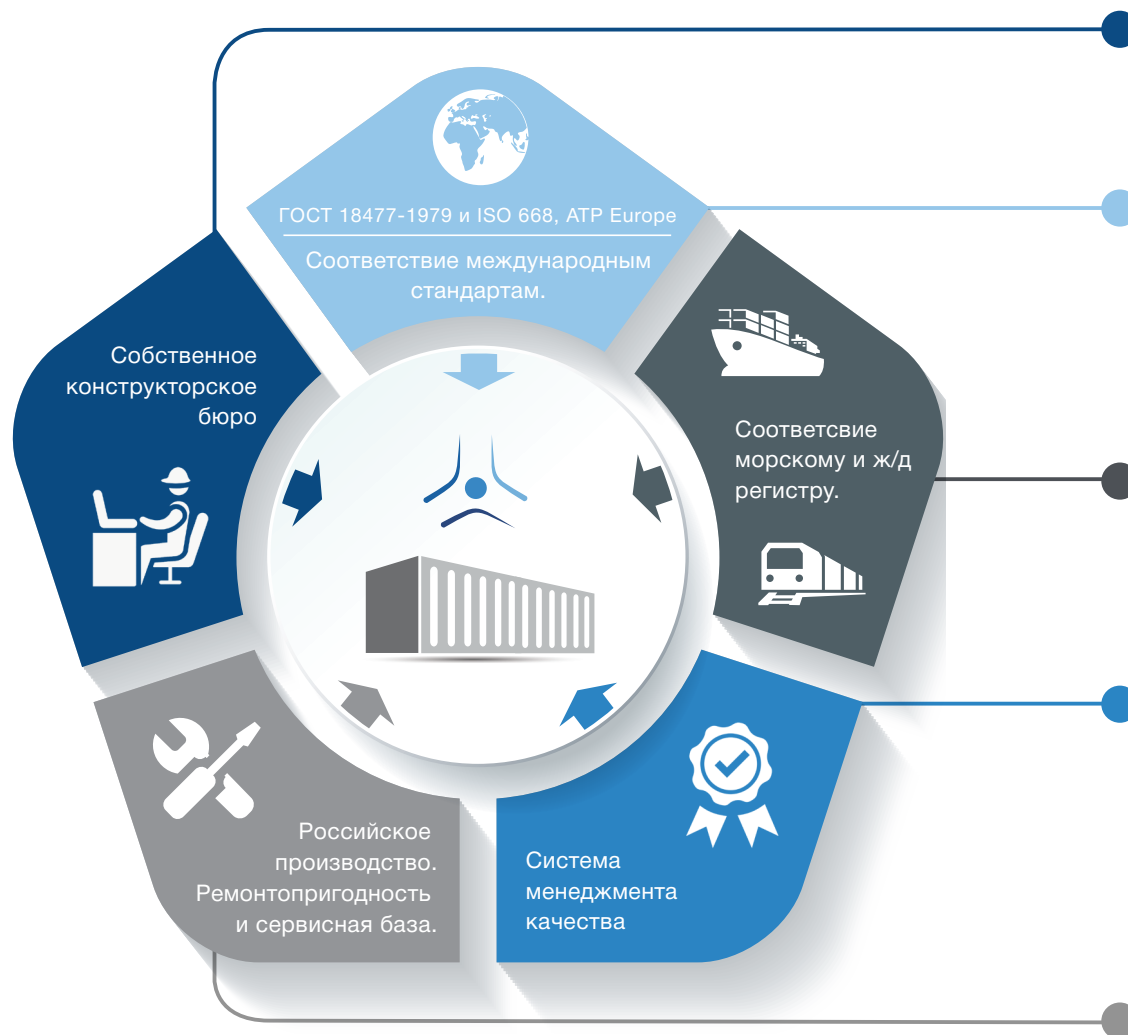 ГОСТ 18477-1979 и ISO 668, ATP Europe
Соответствие международным
стандартам.
Собственное
конструкторское
бюро
Соответсвие
морскому и ж/д
регистру.
Российское
производство.
Ремонтопригодность
и сервисная база.
Система
менеджмента
качества